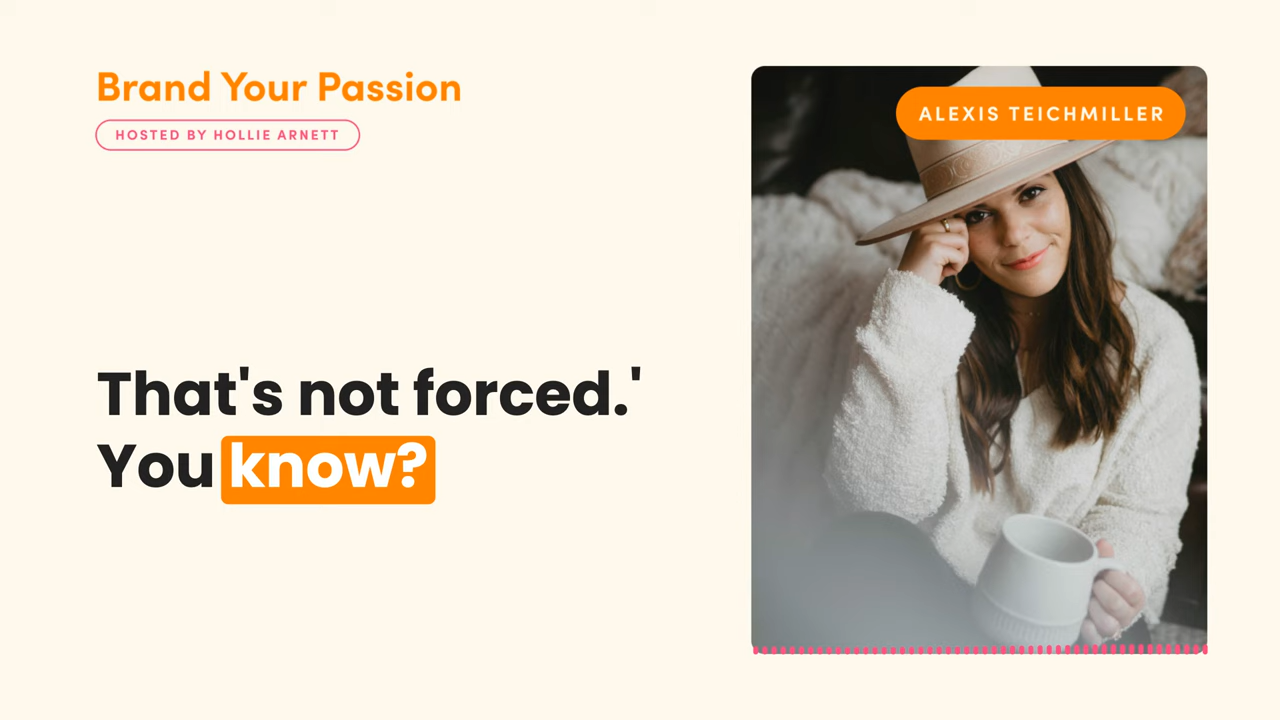 Brand Your Passion
HOSTED BY HOLLIE ARNETT
ALEXIS TEICHMILLER
That's not forced.'
You know?